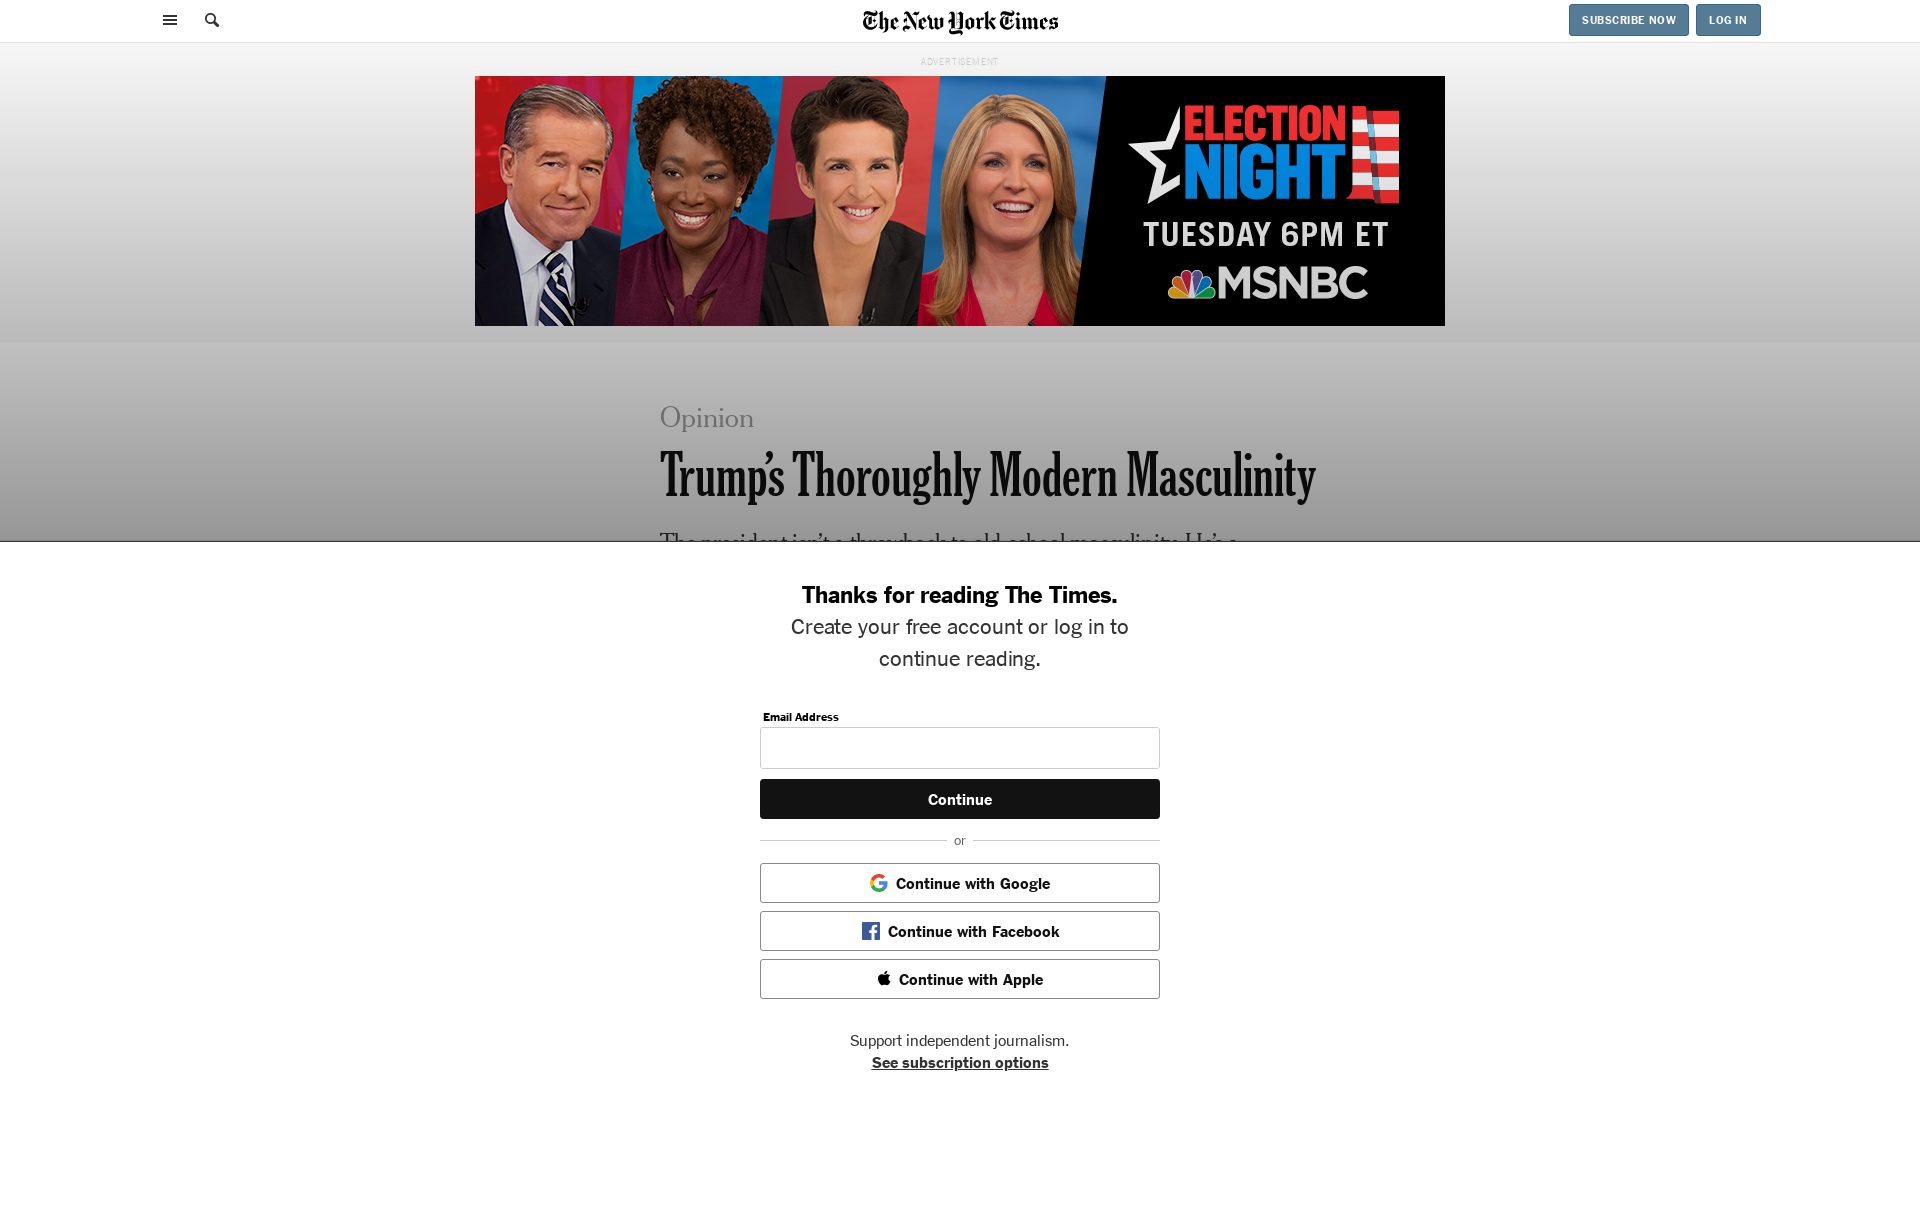 The New York Times
SUBSCRIBE NOW
LOG IN
ADVERTISEMENT
ELECTION
NIGHT
TUESDAY 6PM ET
MSNBC
Opinion
Trump's Thoroughly Modern Masculinity
The president isn't a throwback to old-school masculinity. He's a
Thanks for reading The Times.
Create your free account or log in to
continue reading.
Email Address
Continue
or
Continue with Google
Continue with Facebook
Continue with Apple
Support independent journalism.
See subscription options